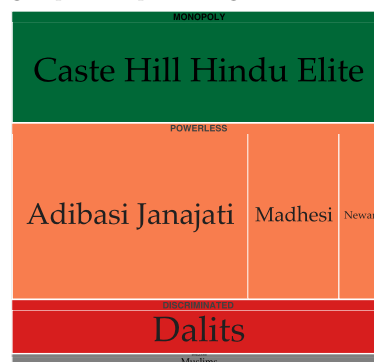 MONOPOLY
Caste Hill Hindu Elite
POWERLESS
Adibasi Janajati Madhesi Newar
DISCRIMINATED
Dalits
Muslims